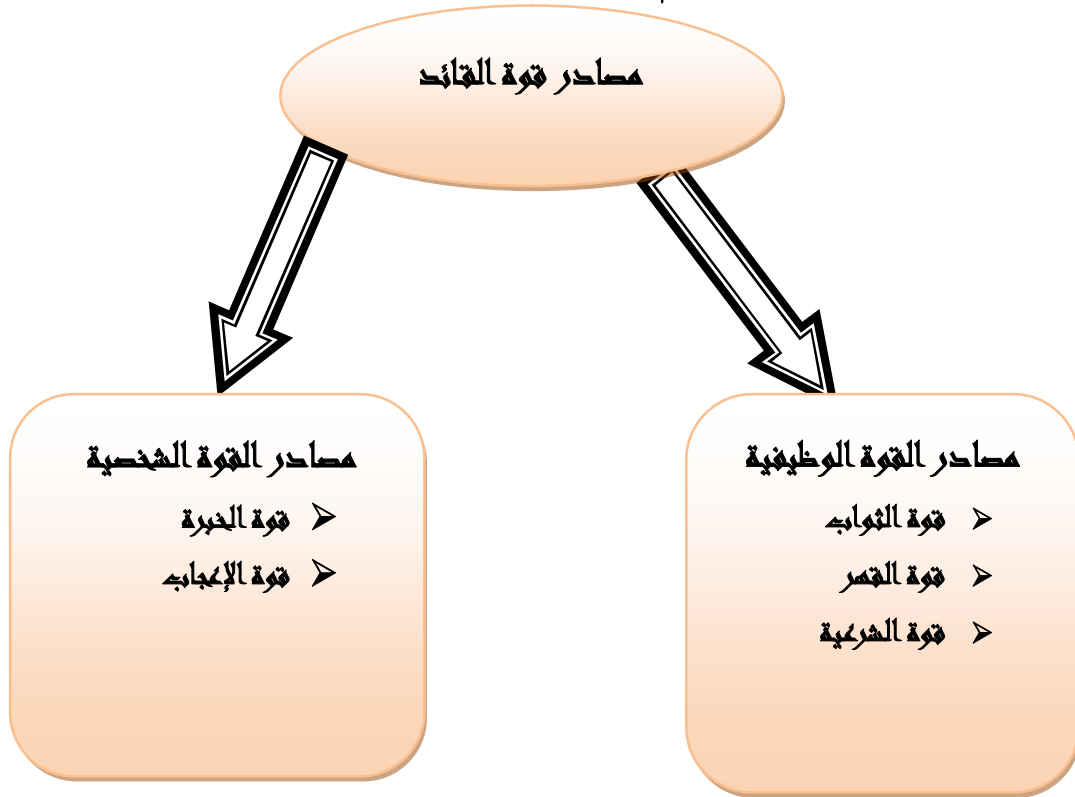 مصادر قوة القائد
مصادر القوة الوظيفية
قوة الثواب
قوة القهر
قوة الشرعية
مصادر القوة الشخصية
قوة الخبرة
قوة الإعجاب